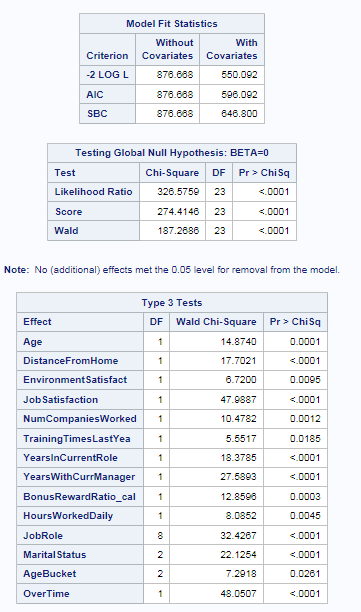 Model Fit Statistics
Criterion Without Covariates With Covariates
-2 LOG L 876.668 550.092
AIC 876.668 596.092
SBC 876.668 646.800
Testing Global Null Hypothesis: BETA=0
Test Chi-Square DF Pr > ChiSq
Likelihood Ratio 326.5759 23 <.0001
Score 274.4146 23 <.0001
Wald 187.2686 23 <.0001
Note: No (additional) effects met the 0.05 level for removal from the model.
Type 3 Tests
Effect DF Wald Chi-Square Pr > ChiSq
Age 1 14.8740 0.0001
DistanceFromHome 1 17.7021 <.0001
EnvironmentSatisfact 1 6.7200 0.0095
JobSatisfaction 1 47.9887 <.0001
NumCompaniesWorked 1 10.4782 0.0012
TrainingTimesLastYea 1 5.5517 0.0185
YearsInCurrentRole 1 18.3785 <.0001
YearsWithCurrManager 1 27.5893 <.0001
BonusRewardRatio_cal 1 12.8596 0.0003
HoursWorkedDaily 1 8.0852 0.0045
JobRole 8 32.4267 <.0001
MaritalStatus 2 22.1254 <.0001
AgeBucket 2 7.2918 0.0261
OverTime 1 48.0507 <.0001